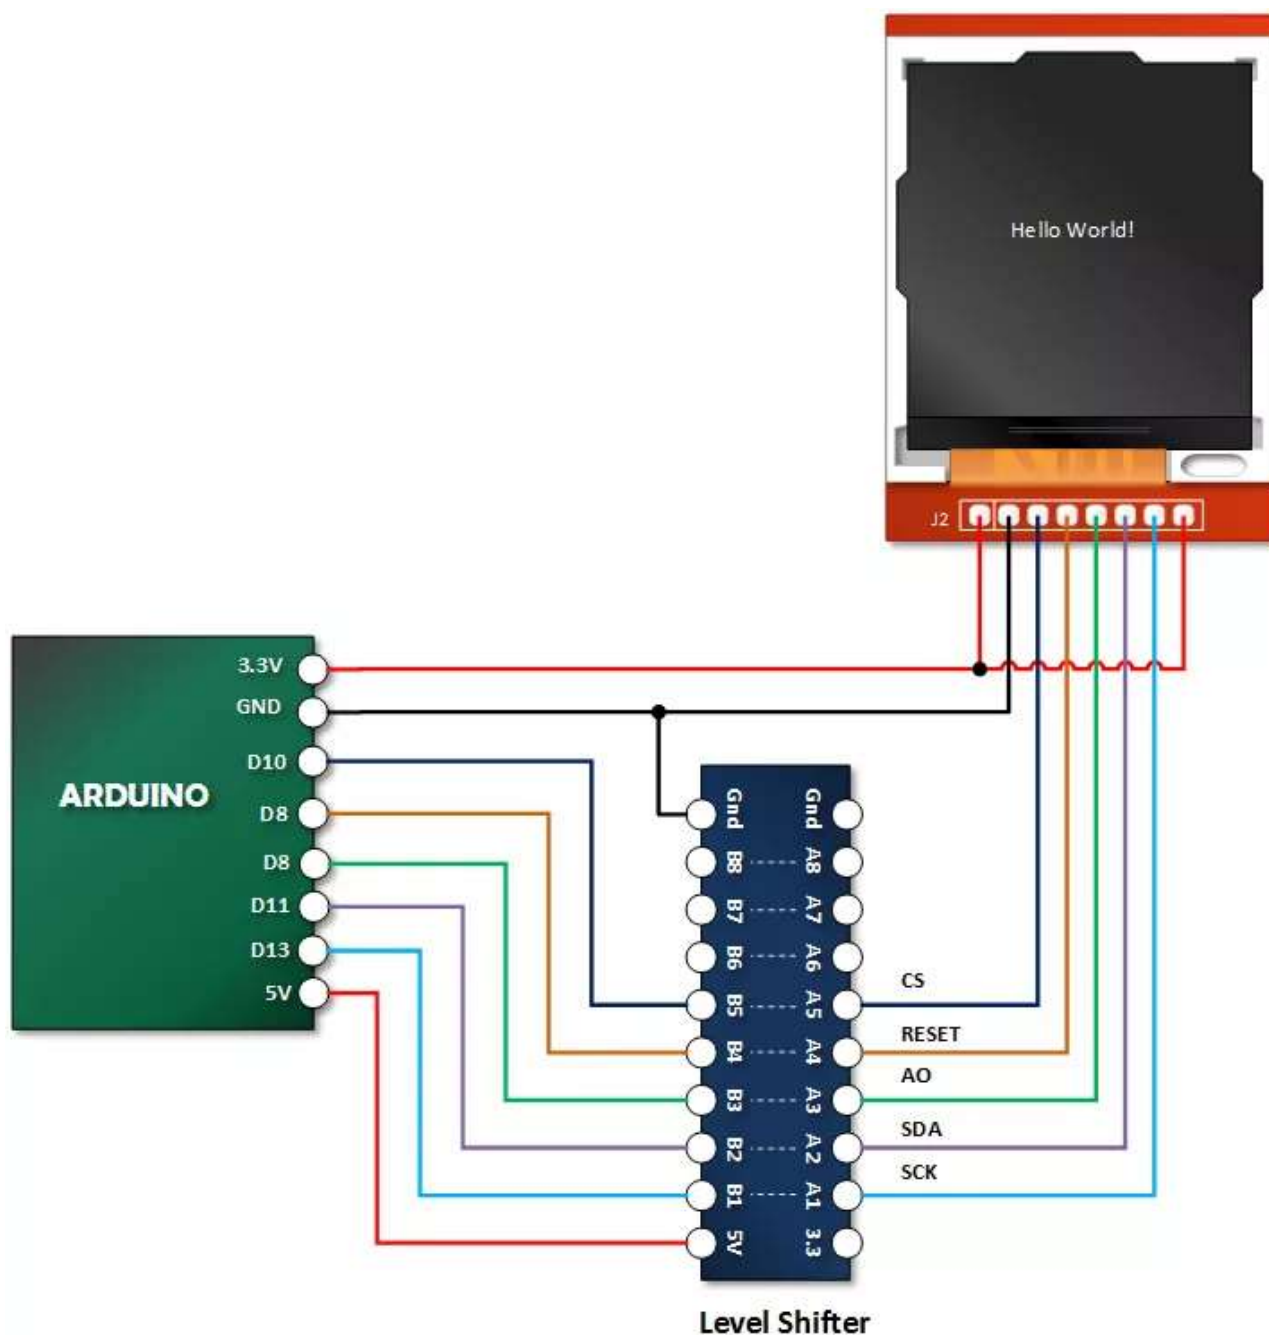 Hello World!
J2
3.3V
GND
D10
ARDUINO
D8
D8
D11
D13
5V
Gnd Gnd
B8 A8
B7 A7
B6 A6
B5 A5
CS
B4 A4
RESET
B3 A3
AO
B2 A2
SDA
B1 A1
SCK
5V 3.3
Level Shifter